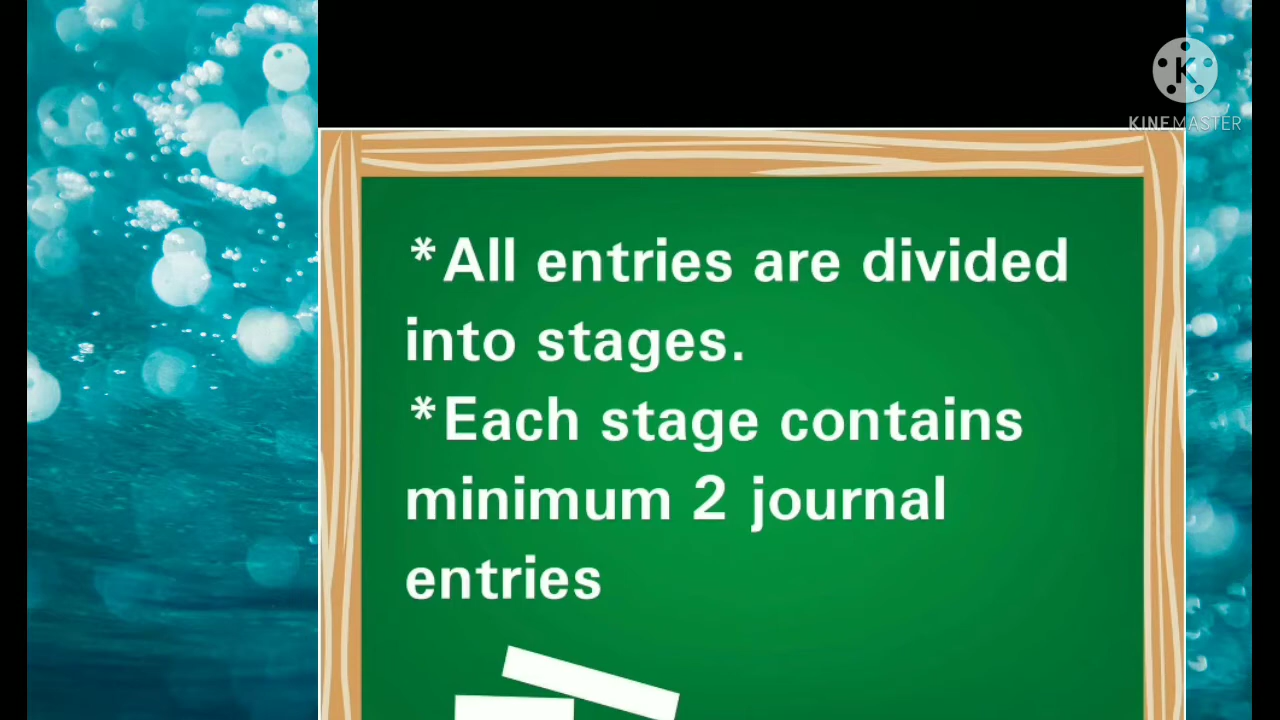 K
KINEMASTER
*All entries are divided
into stages.
*Each stage contains
minimum 2 journal
entries